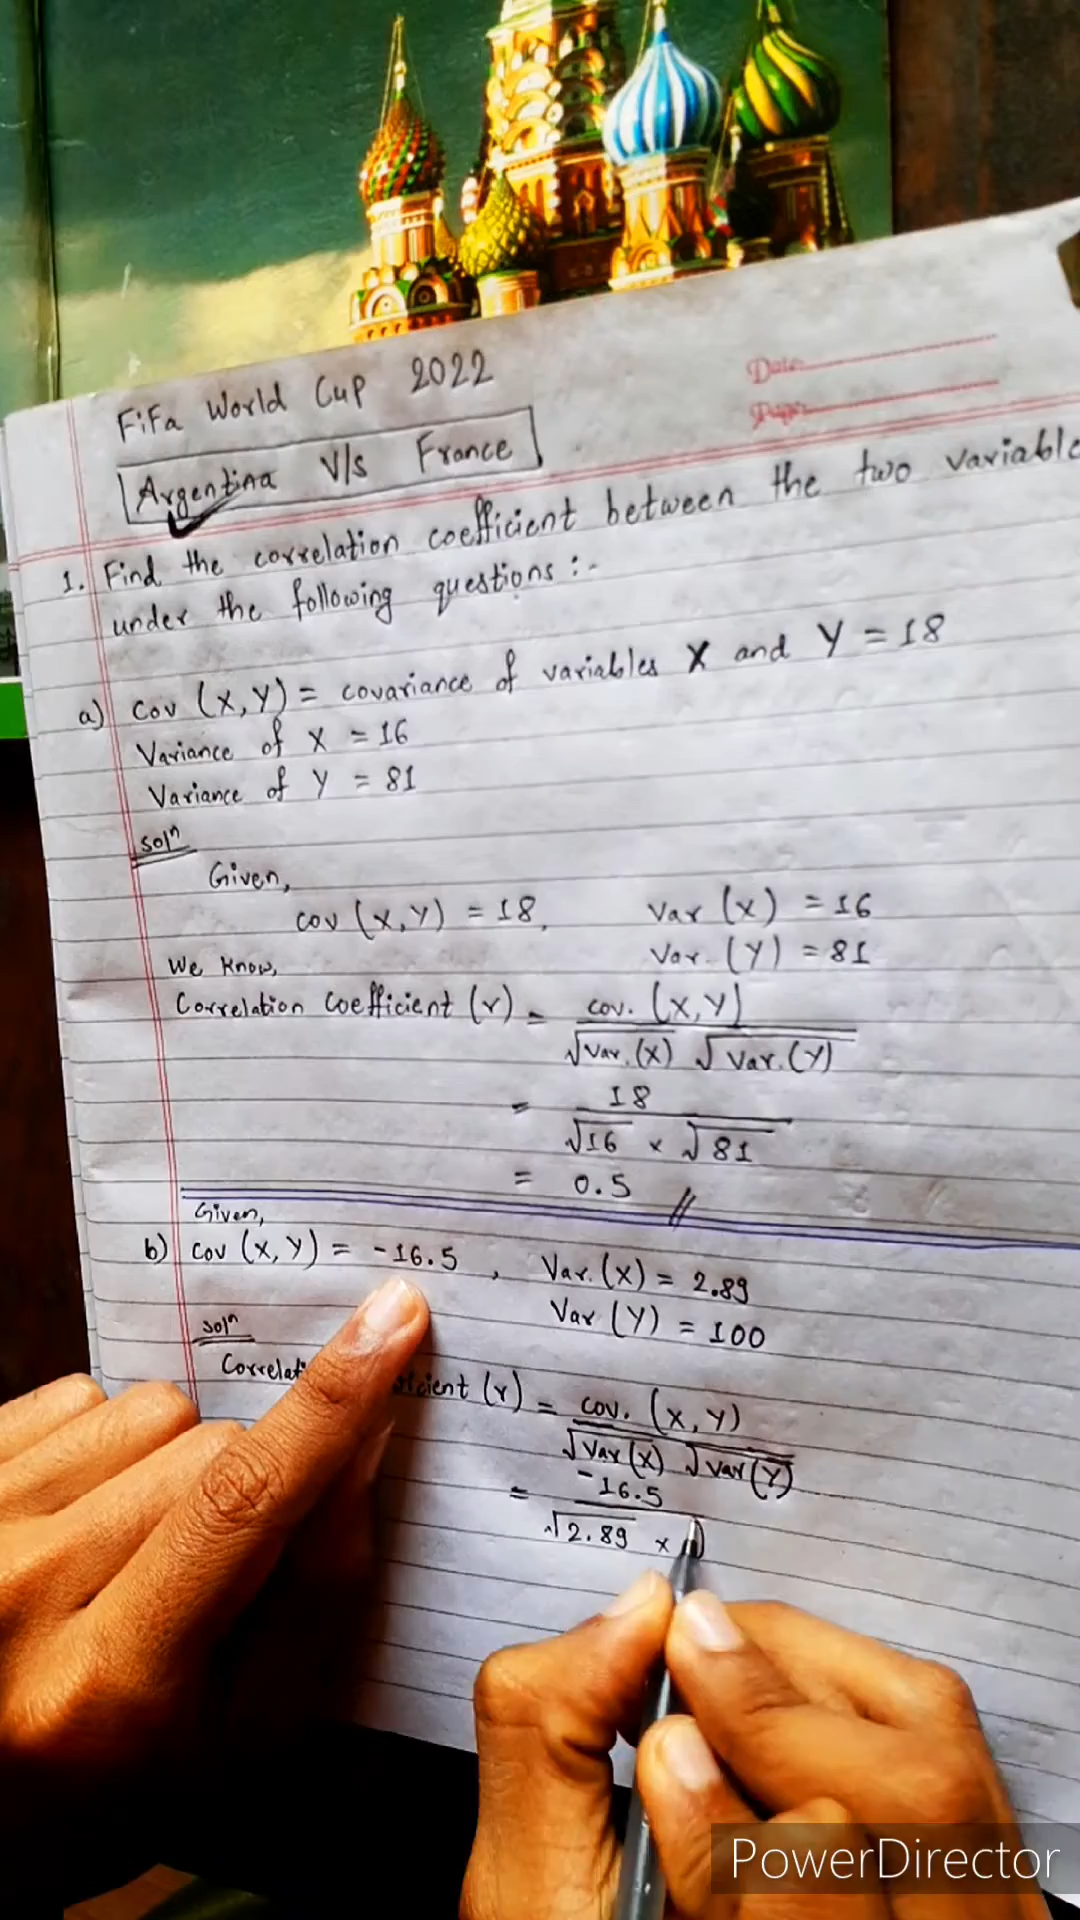 FiFa World Cup 2022
Date
Argentina V/s France
1. Find the correlation coefficient between the two variable
under the following questions :-
a) Cov (X,Y) = covariance of variables X and Y = 18
Variance of X = 16
Variance of Y = 81
Solⁿ
Given,
cov (X,Y) = 18, Var (X) = 16
Var. (Y) = 81
We Know,
Correlation Coefficient (r) = cov. (X,Y)
√Var.(X) √Var.(Y)
= 18
√16 × √81
= 0.5 //
Given,
b) Cov (X,Y) = -16.5, Var.(X) = 2.89
Var (Y) = 100
Solⁿ
Correlati icient (r) = cov. (X,Y)
√Var(X) √Var(Y)
= -16.5
√2.89 ×
PowerDirector